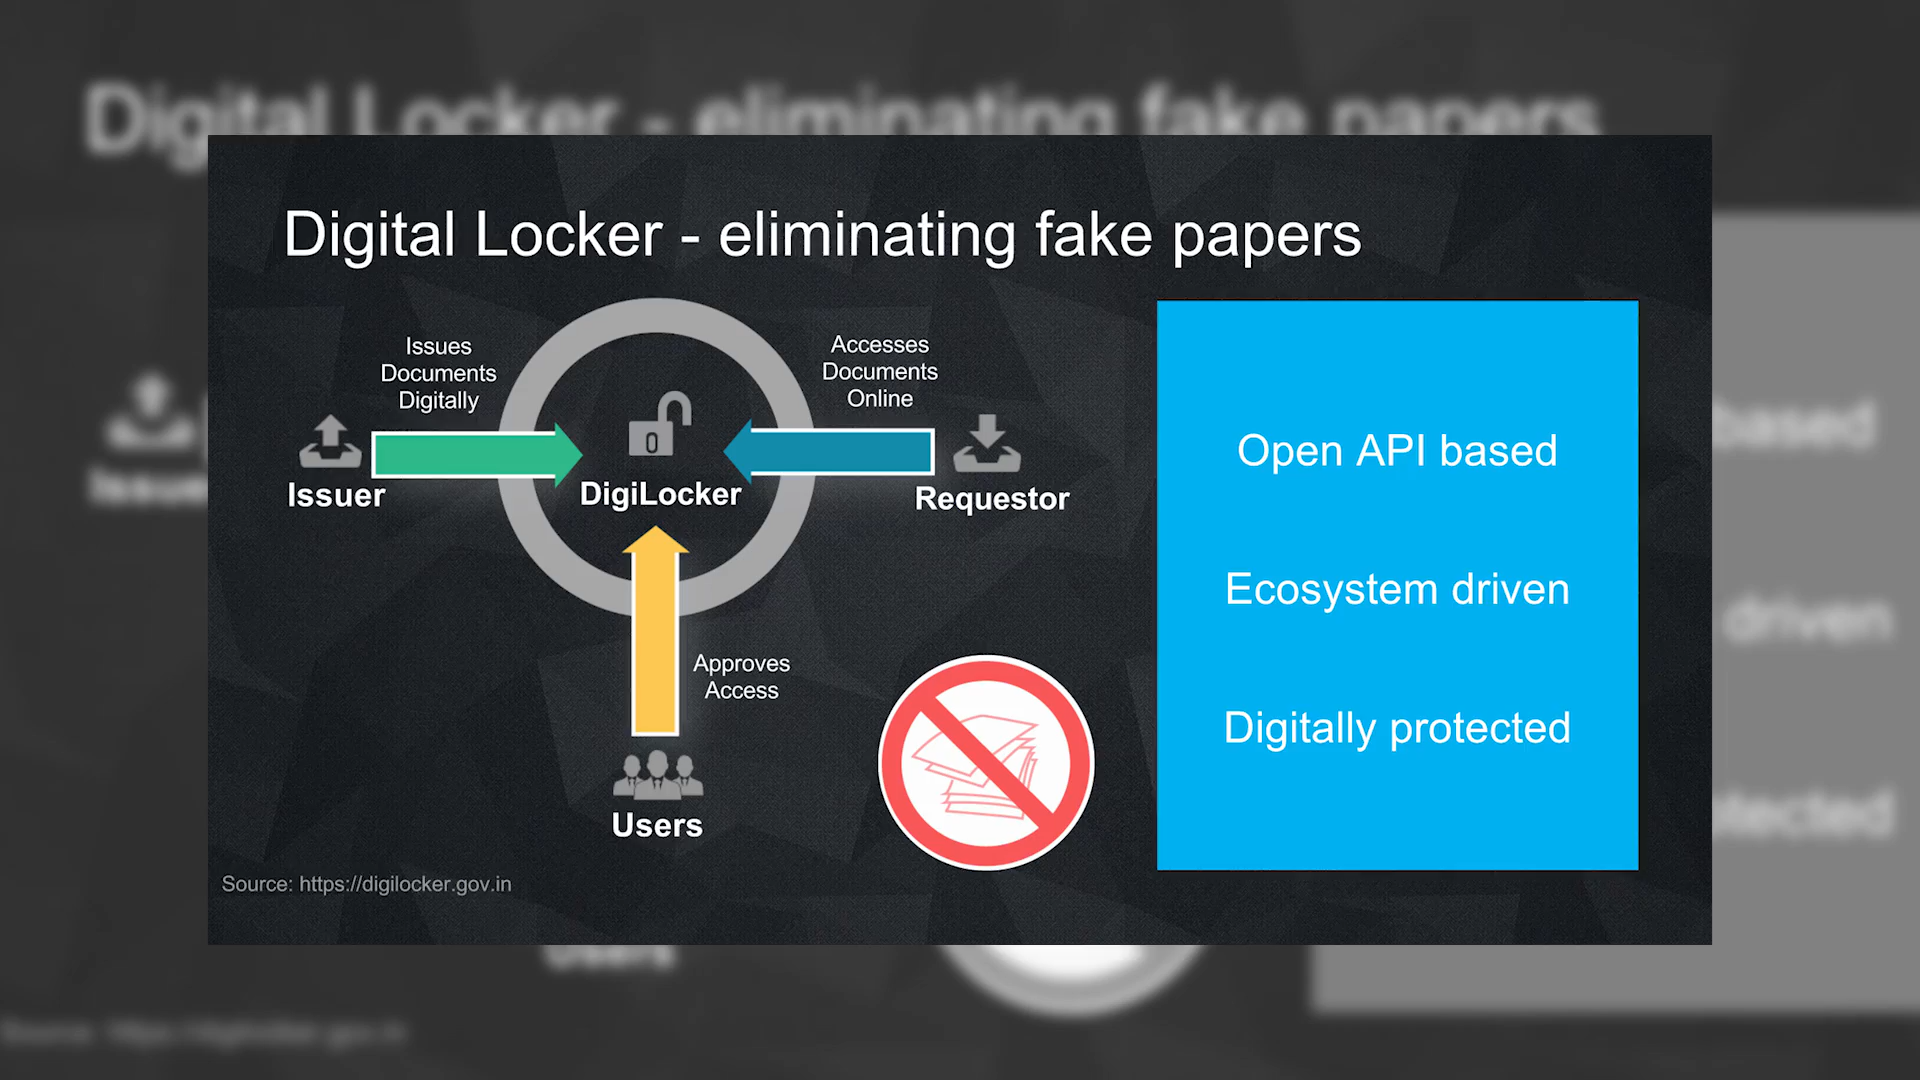 Digital Locker - eliminating fake papers
Issues
Documents
Digitally
Accesses
Documents
Online
Issuer
DigiLocker
Requestor
Approves
Access
Users
Open API based
Ecosystem driven
Digitally protected
Source: https://digilocker.gov.in